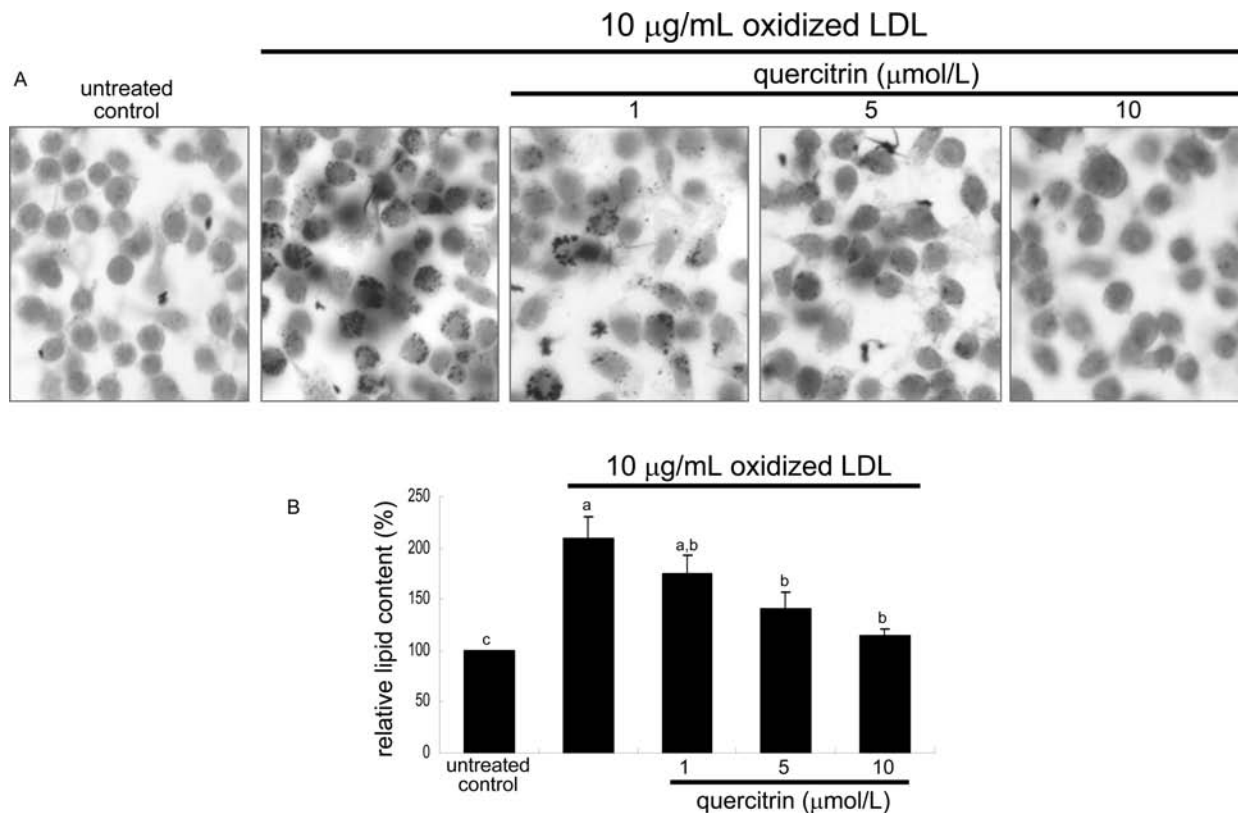 10 μg/mL oxidized LDL
A
untreated
control
quercitrin (μmol/L)
1 5 10
10 μg/mL oxidized LDL
B
relative lipid content (%)
250
200
150
100
50
0
c
a
a,b
b
b
untreated
control
1 5 10
quercitrin (μmol/L)